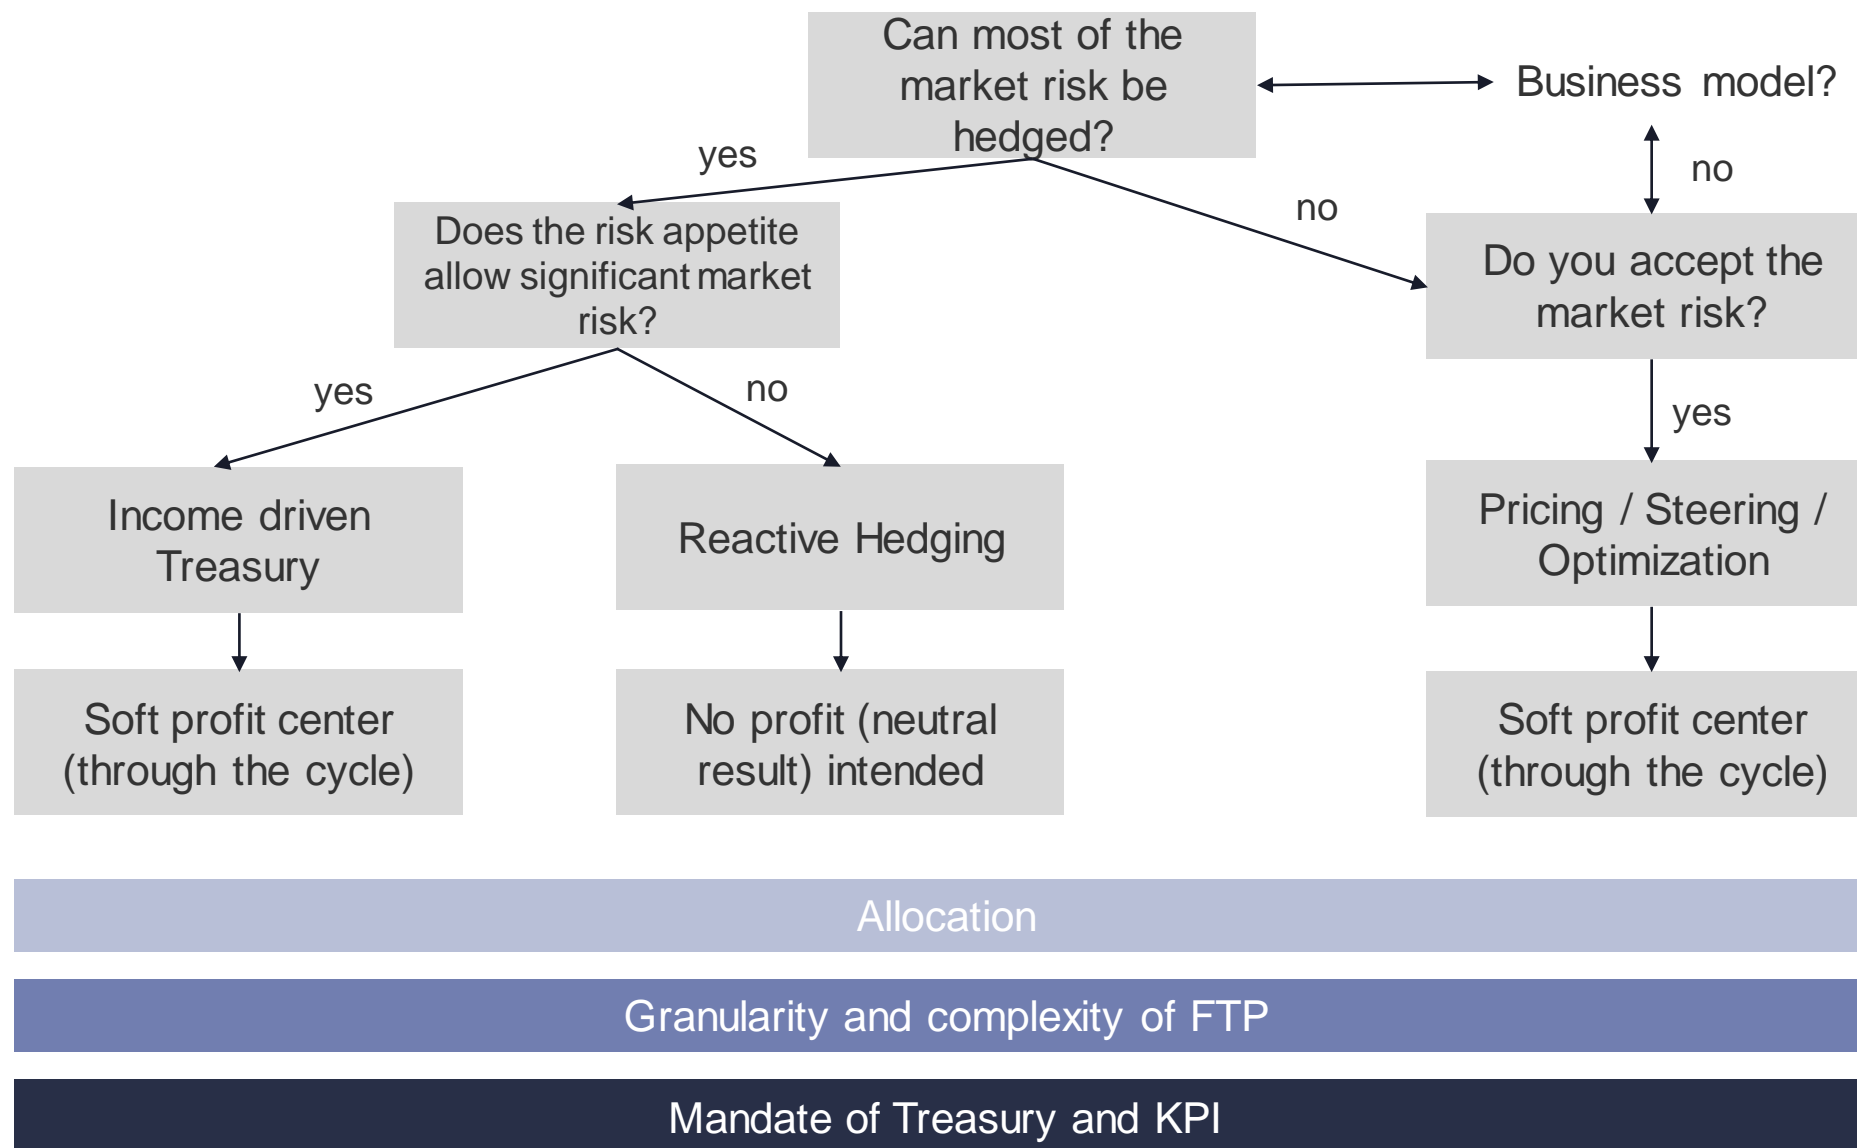 Can most of the
market risk be
hedged?
Business model?
yes
no
no
Does the risk appetite
allow significant market
risk?
Do you accept the
market risk?
yes
no
yes
Income driven
Treasury
Reactive Hedging
Pricing / Steering /
Optimization
Soft profit center
(through the cycle)
No profit (neutral
result) intended
Soft profit center
(through the cycle)
Allocation
Granularity and complexity of FTP
Mandate of Treasury and KPI